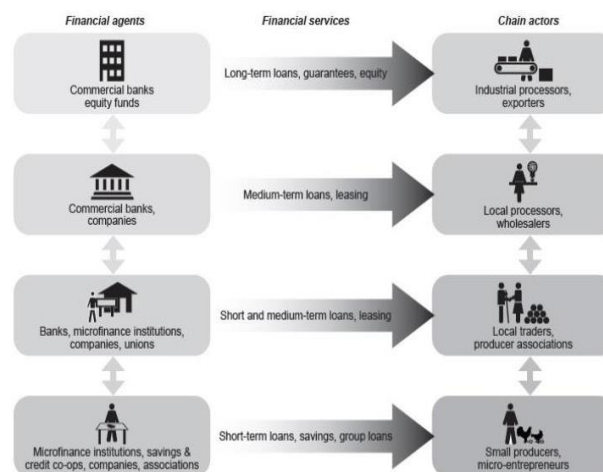 Financial agents
Financial services
Chain actors
Commercial banks
equity funds
Long-term loans, guarantees, equity
Industrial processors,
exporters
Commercial banks,
companies
Medium-term loans, leasing
Local processors,
wholesalers
Banks, microfinance institutions,
companies, unions
Short and medium-term loans, leasing
Local traders,
producer associations
Microfinance institutions, savings &
credit co-ops, companies, associations
Short-term loans, savings, group loans
Small producers,
micro-entrepreneurs